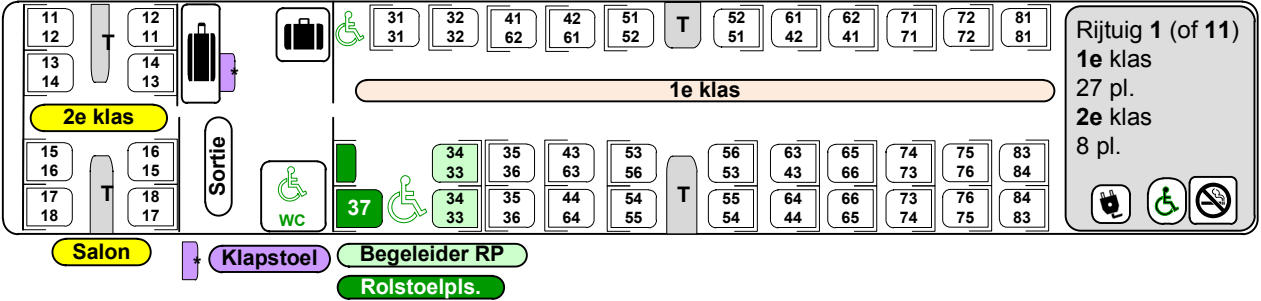 11 12 31 32 41 42 51 52 61 62 71 72 81
T T
12 11 31 32 62 61 52 51 42 41 71 72 81
Rijtuig 1 (of 11)
1e klas
27 pl.
2e klas
8 pl.
13 14
14 13
*
1e klas
2e klas
Sortie
15 16 34 35 43 53 56 63 65 74 75 83
16 15 33 36 63 56 53 43 66 73 76 84
T T
17 18 34 35 44 54 55 64 66 73 76 84
37
18 17 33 36 64 55 54 44 65 74 75 83
WC
Salon
* Klapstoel
Begeleider RP
Rolstoelpls.